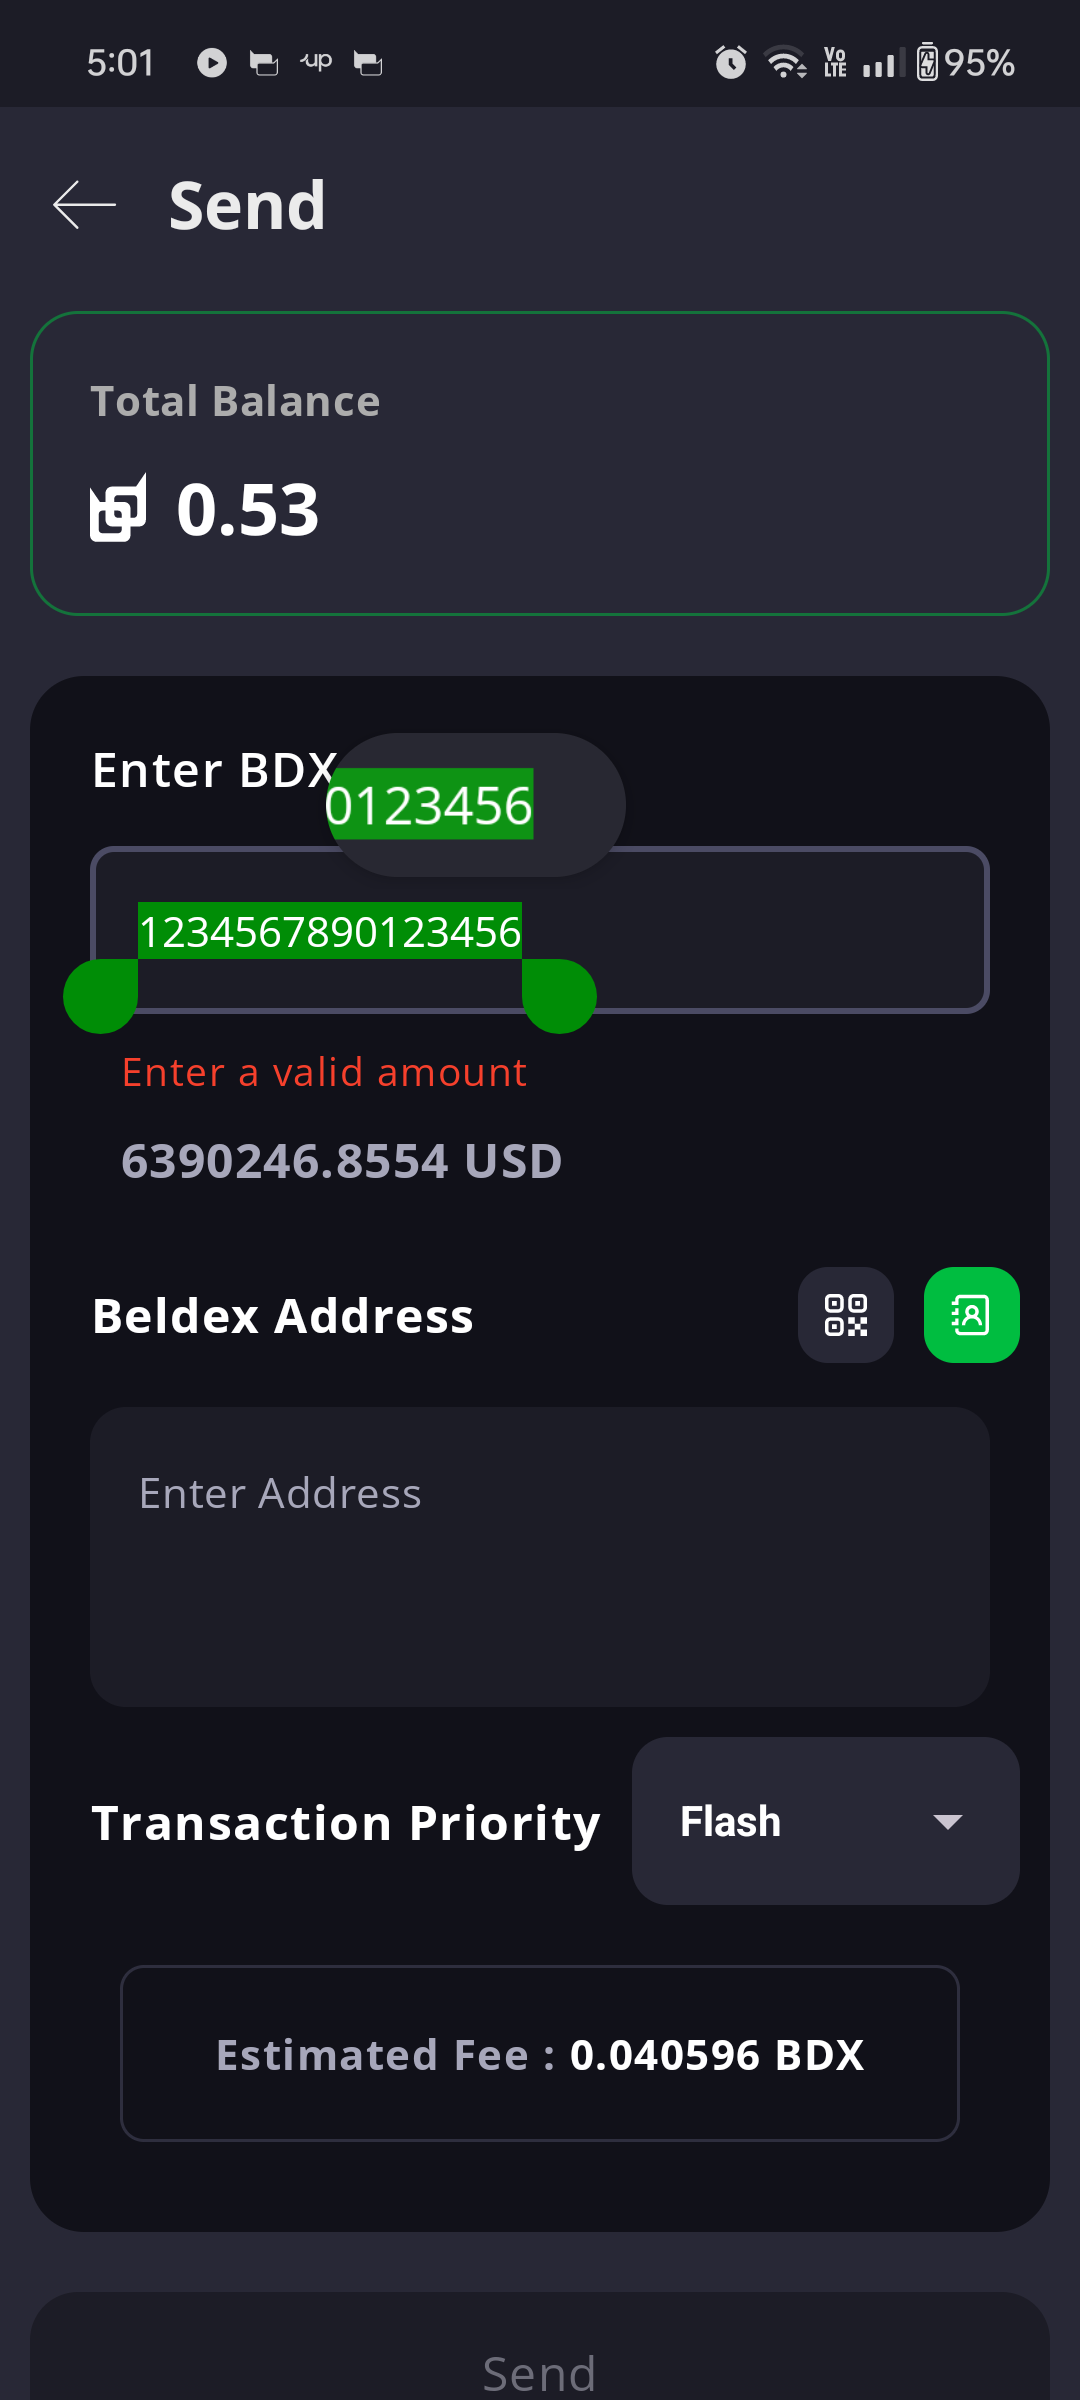 5:01
up
Vo
LTE
95%
Send
Total Balance
0.53
Enter BDX
0123456
1234567890123456
Enter a valid amount
6390246.8554 USD
Beldex Address
Enter Address
Transaction Priority
Flash
Estimated Fee : 0.040596 BDX
Send